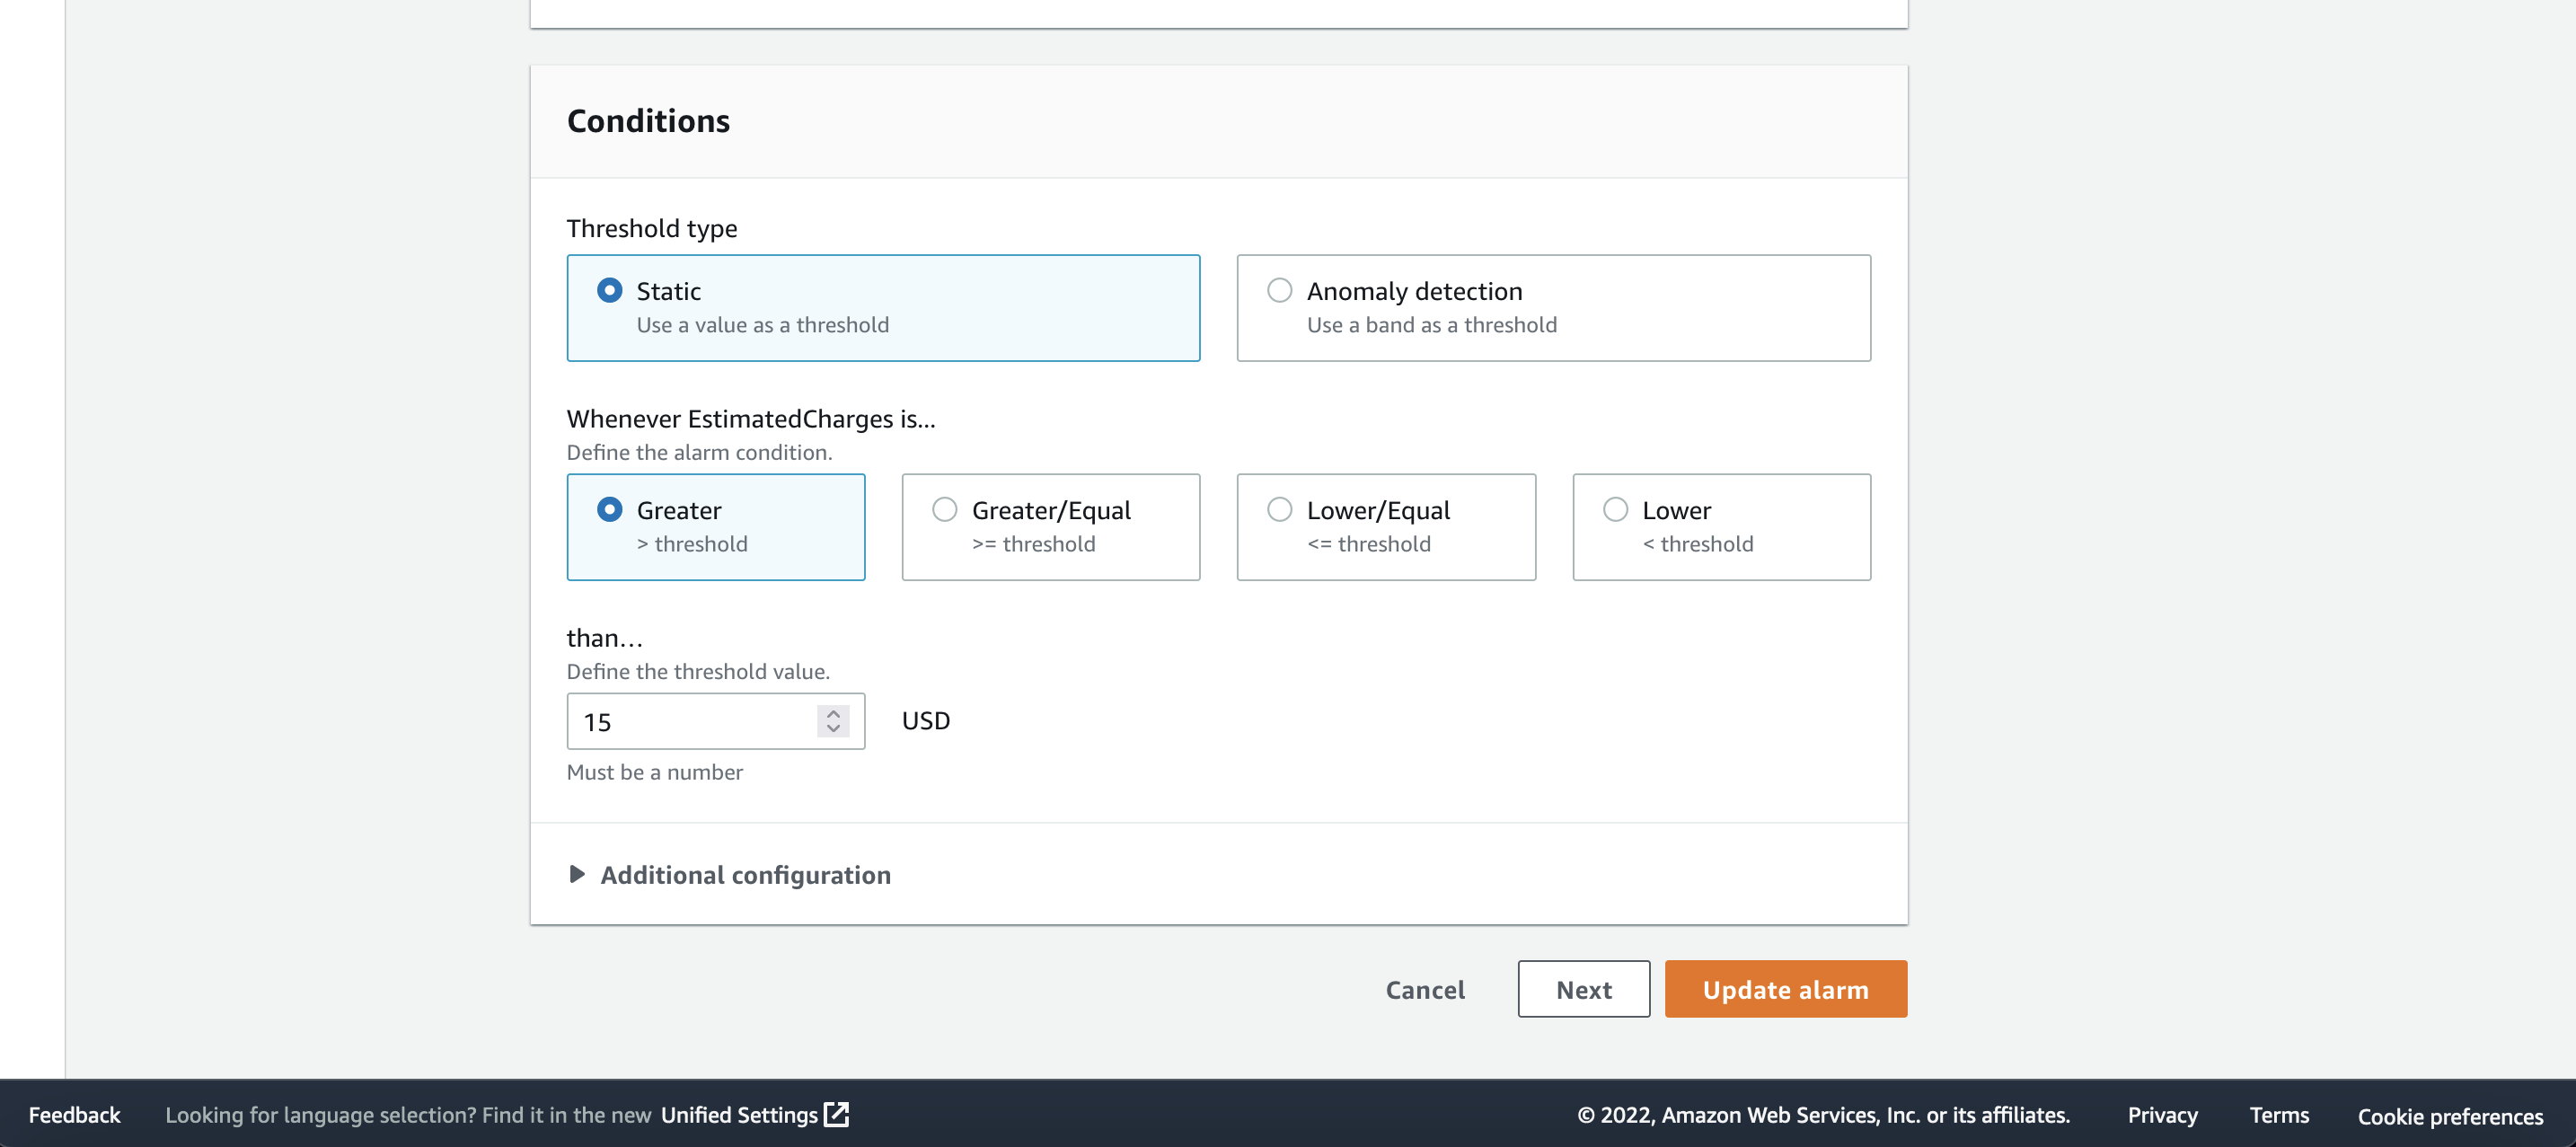 Conditions
Threshold type
Static
Use a value as a threshold
Anomaly detection
Use a band as a threshold
Whenever EstimatedCharges is...
Define the alarm condition.
Greater
> threshold
Greater/Equal
>= threshold
Lower/Equal
<= threshold
Lower
< threshold
than...
Define the threshold value.
15
USD
Must be a number
Additional configuration
Cancel
Next
Update alarm
Feedback
Looking for language selection? Find it in the new Unified Settings
© 2022, Amazon Web Services, Inc. or its affiliates.
Privacy
Terms
Cookie preferences